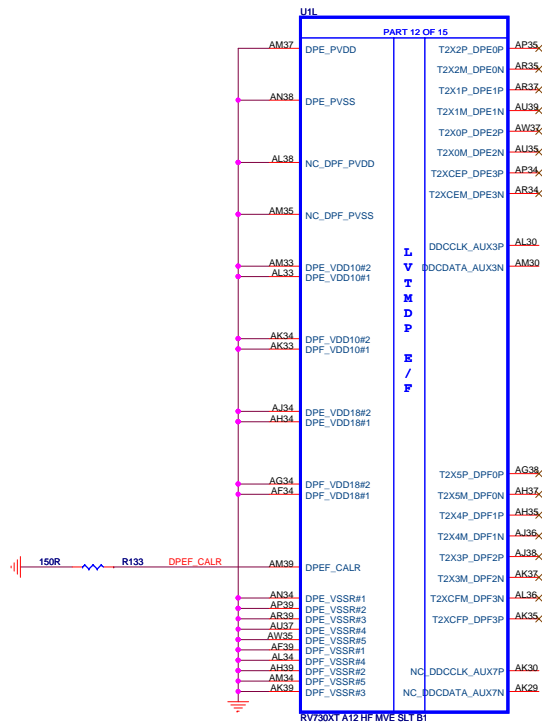 U1L
PART 12 OF 15
AM37 DPE_PVDD T2X2P_DPE0P AP35
T2X2M_DPE0N AR35
T2X1P_DPE1P AR37
AN38 DPE_PVSS T2X1M_DPE1N AU39
T2X0P_DPE2P AW37
T2X0M_DPE2N AU35
AL38 NC_DPF_PVDD T2XCEP_DPE3P AP34
T2XCEM_DPE3N AR34
AM35 NC_DPF_PVSS
DDCCLK_AUX3P AL30
AM33 DPE_VDD10#2 DDCDATA_AUX3N AM30
AL33 DPE_VDD10#1
AK34 DPF_VDD10#2
AK33 DPF_VDD10#1
LVTMDP E/F
AJ34 DPE_VDD18#2
AH34 DPE_VDD18#1
AG34 DPF_VDD18#2 T2X5P_DPF0P AG38
AF34 DPF_VDD18#1 T2X5M_DPF0N AH37
T2X4P_DPF1P AH35
T2X4M_DPF1N AJ36
T2X3P_DPF2P AJ38
150R R133 DPEF_CALR AM39 DPEF_CALR T2X3M_DPF2N AK37
AN34 DPE_VSSR#1 T2XCFM_DPF3N AL36
AP39 DPE_VSSR#2
AR39 DPE_VSSR#3 T2XCFP_DPF3P AK35
AU37 DPE_VSSR#4
AW35 DPE_VSSR#5
AF39 DPF_VSSR#1
AL34 DPF_VSSR#4
AH39 DPF_VSSR#2 NC_DDCCLK_AUX7P AK30
AM34 DPF_VSSR#5
AK39 DPF_VSSR#3 NC_DDCDATA_AUX7N AK29
RV730XT A12 HF MVE SLT B1